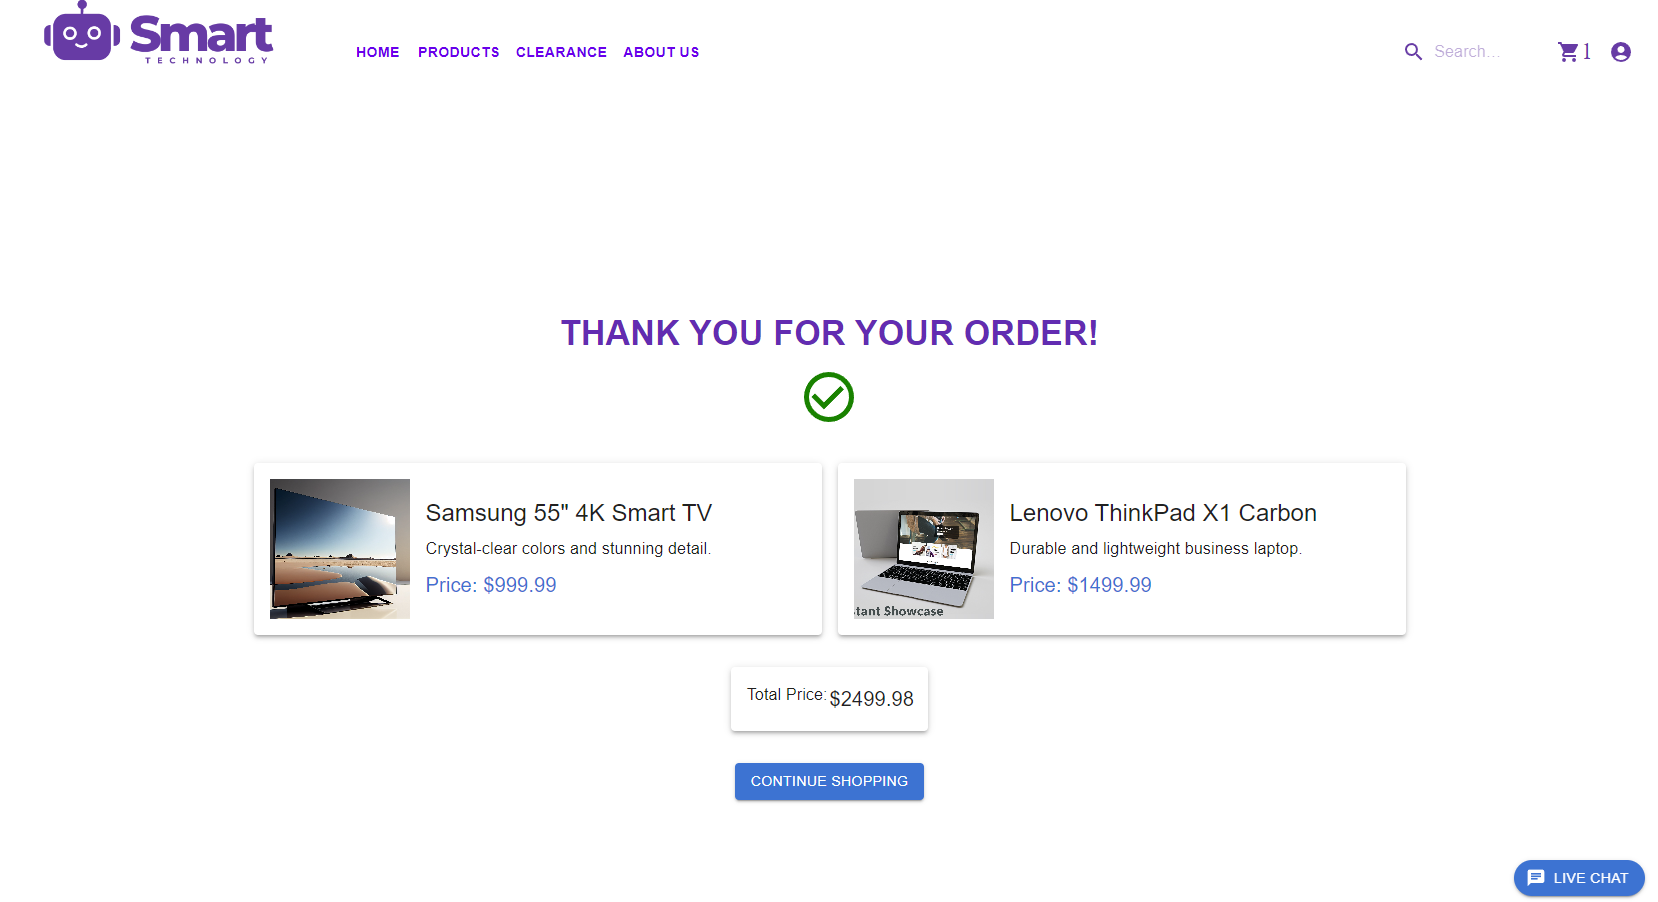 Smart
TECHNOLOGY
HOME PRODUCTS CLEARANCE ABOUT US
Search...
1
THANK YOU FOR YOUR ORDER!
Samsung 55" 4K Smart TV
Crystal-clear colors and stunning detail.
Price: $999.99
tant Showcase
Lenovo ThinkPad X1 Carbon
Durable and lightweight business laptop.
Price: $1499.99
Total Price: $2499.98
CONTINUE SHOPPING
LIVE CHAT